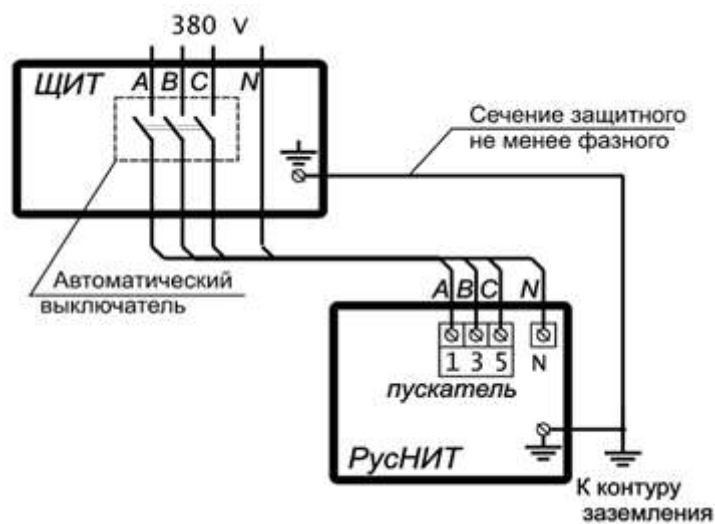 380 V
ЩИТ
A B C N
Сечение защитного
не менее фазного
Автоматический
выключатель
A B C N
1 3 5 N
пускатель
РусНИТ
К контуру
заземления